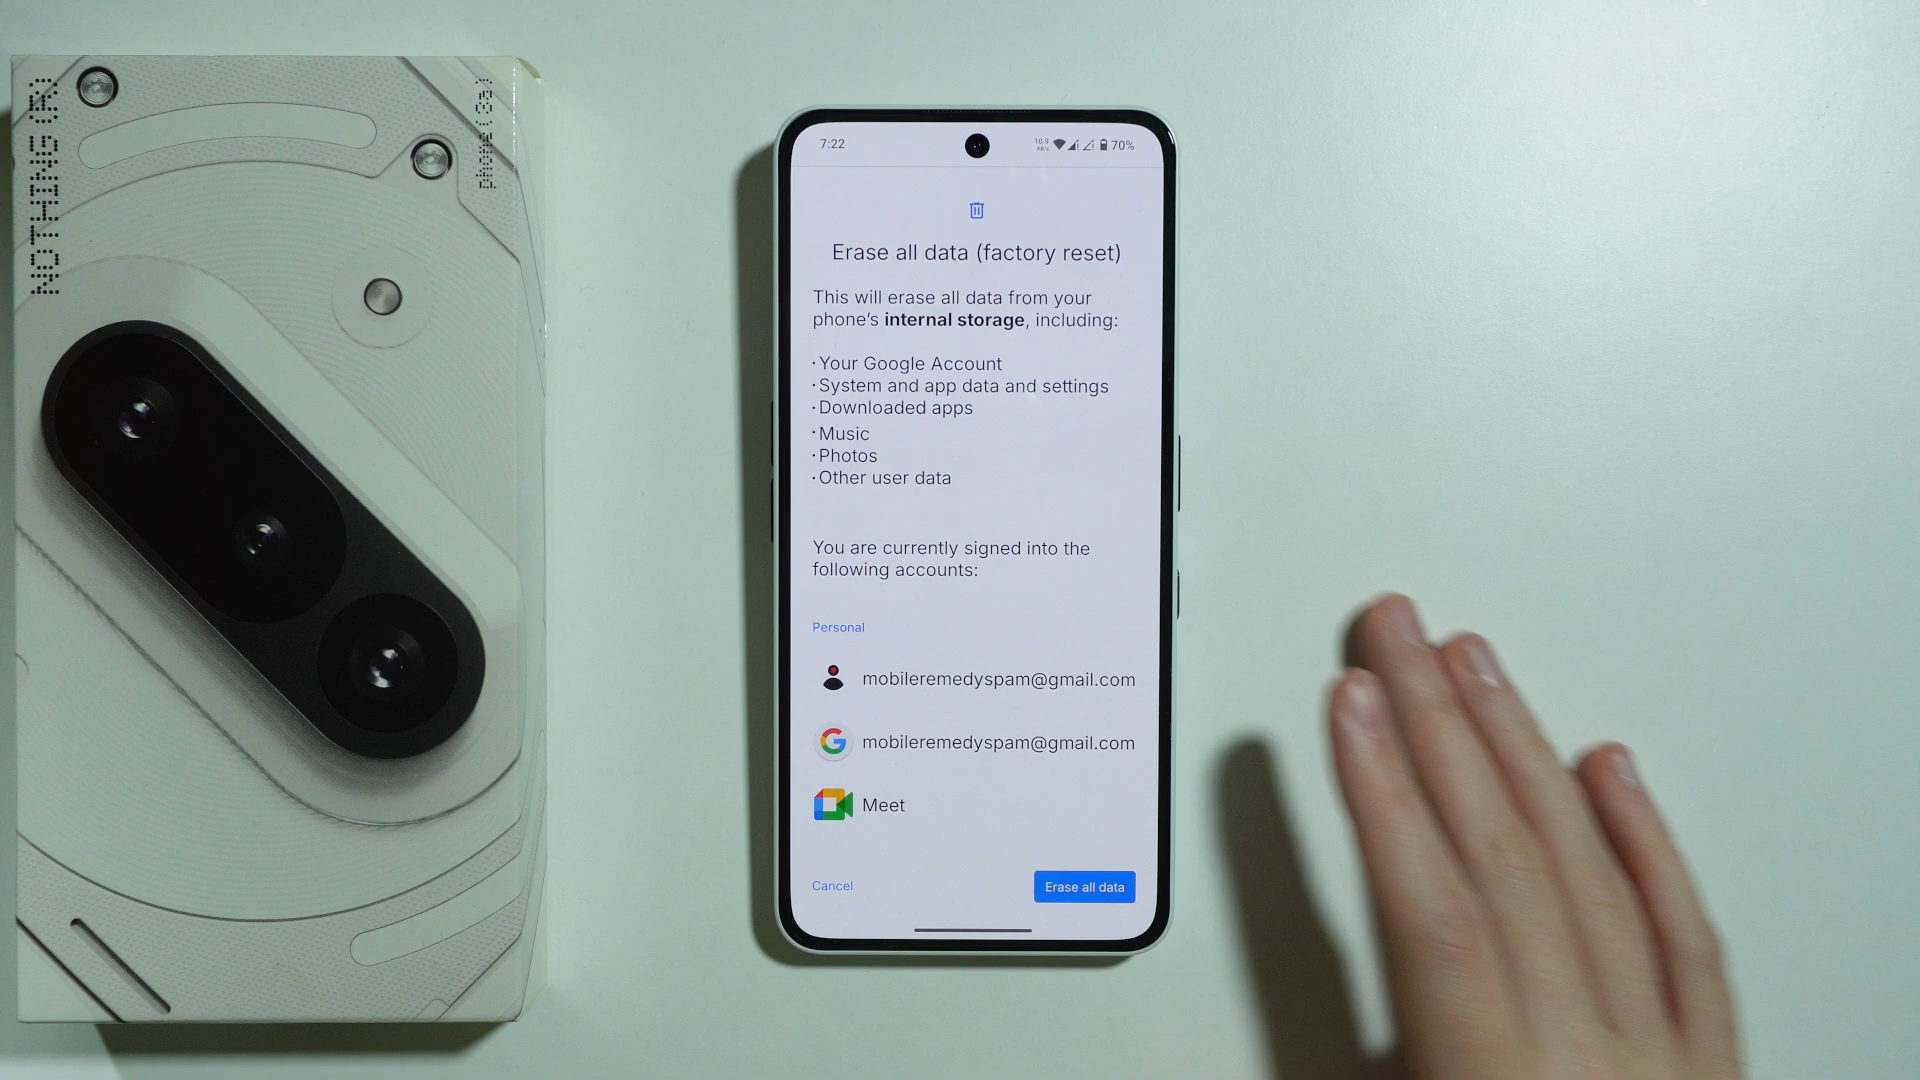 NOTHING (R)
phone (3a)
7:22
10.9
KB/s
70%
Erase all data (factory reset)
This will erase all data from your
phone's internal storage, including:
·Your Google Account
·System and app data and settings
·Downloaded apps
·Music
·Photos
·Other user data
You are currently signed into the
following accounts:
Personal
mobileremedyspam@gmail.com
mobileremedyspam@gmail.com
Meet
Cancel
Erase all data